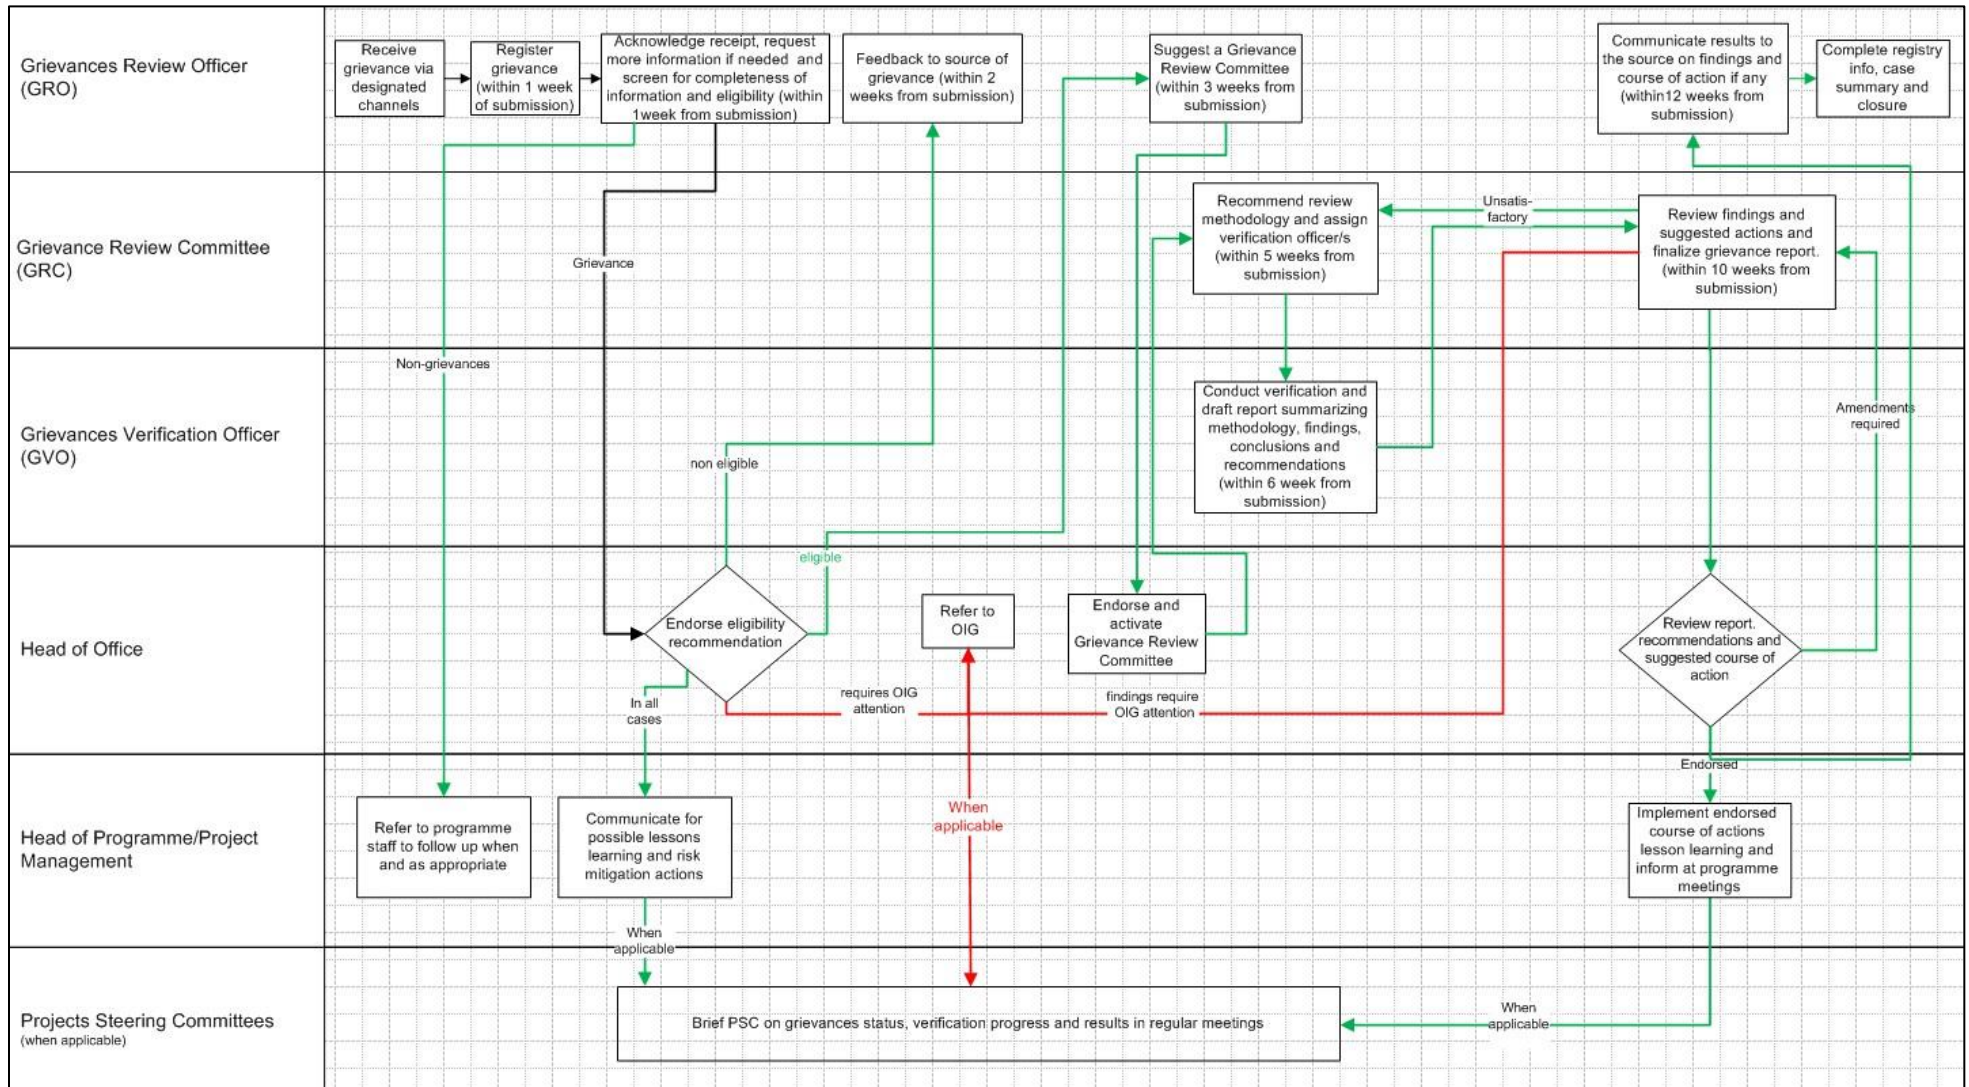 Grievances Review Officer
(GRO)
Receive
grievance via
designated
channels
Register
grievance
(within 1 week
of submission)
Acknowledge receipt, request
more information if needed and
screen for completeness of
information and eligibility (within
1week from submission)
Feedback to source of
grievance (within 2
weeks from submission)
Suggest a Grievance
Review Committee
(within 3 weeks from
submission)
Communicate results to
the source on findings and
course of action if any
(within12 weeks from
submission)
Complete registry
info, case
summary and
closure
Grievance Review Committee
(GRC)
Grievance
Recommend review
methodology and assign
verification officer/s
(within 5 weeks from
submission)
Unsatis-
factory
Review findings and
suggested actions and
finalize grievance report.
(within 10 weeks from
submission)
Grievances Verification Officer
(GVO)
Non-grievances
non eligible
Conduct verification and
draft report summarizing
methodology, findings,
conclusions and
recommendations
(within 6 week from
submission)
Amendments
required
Head of Office
eligible
Endorse eligibility
recommendation
Refer to
OIG
Endorse and
activate
Grievance Review
Committee
Review report.
recommendations and
suggested course of
action
In all
cases
requires OIG
attention
findings require
OIG attention
Head of Programme/Project
Management
Refer to programme
staff to follow up when
and as appropriate
Communicate for
possible lessons
learning and risk
mitigation actions
When
applicable
Endorsed
Implement endorsed
course of actions
lesson learning and
inform at programme
meetings
When
applicable
Projects Steering Committees
(when applicable)
Brief PSC on grievances status, verification progress and results in regular meetings
When
applicable